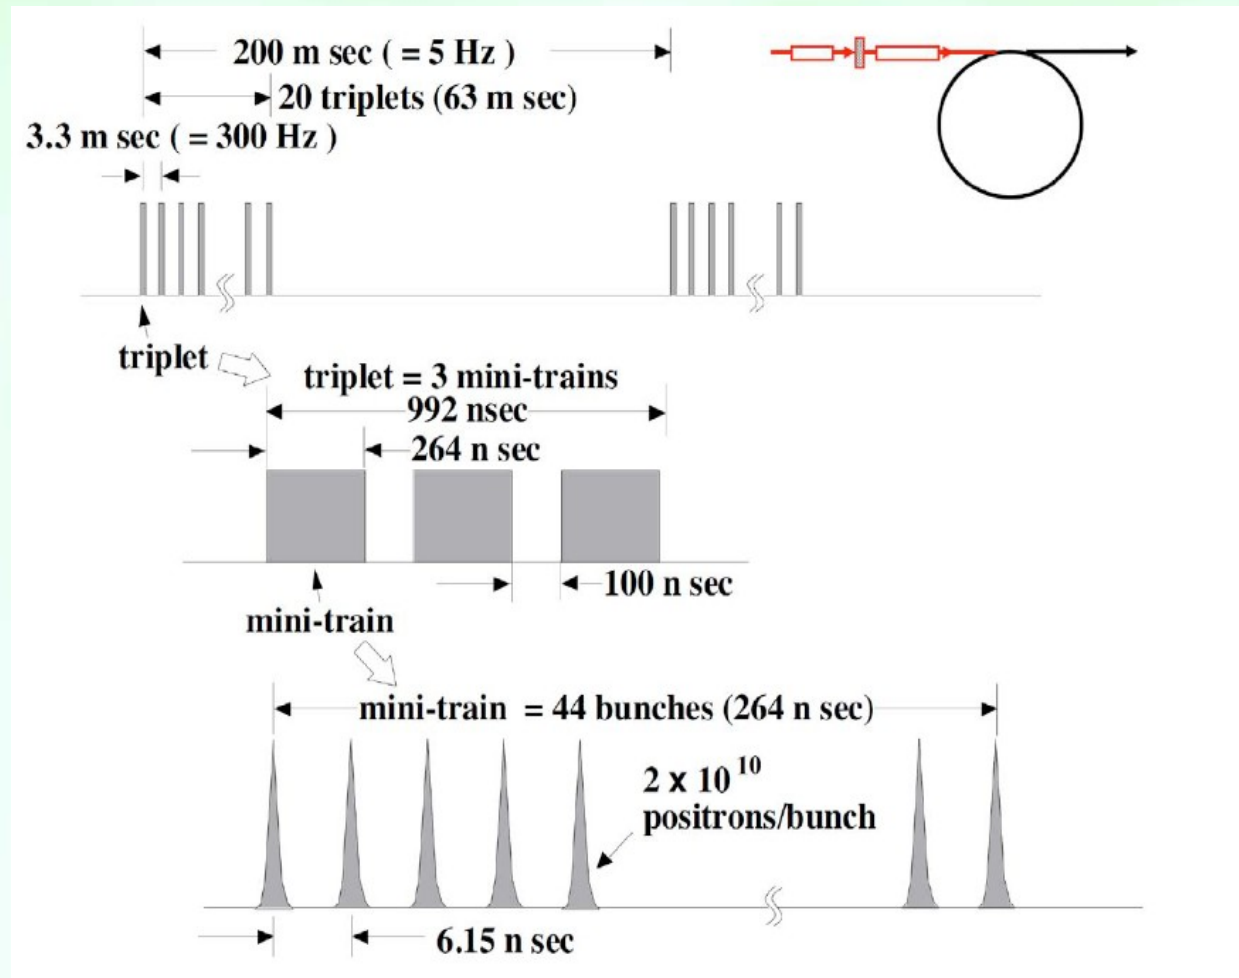 200 m sec ( = 5 Hz )
20 triplets (63 m sec)
3.3 m sec ( = 300 Hz )
triplet
triplet = 3 mini-trains
992 nsec
264 n sec
100 n sec
mini-train
mini-train = 44 bunches (264 n sec)
2 x 10^10
positrons/bunch
6.15 n sec